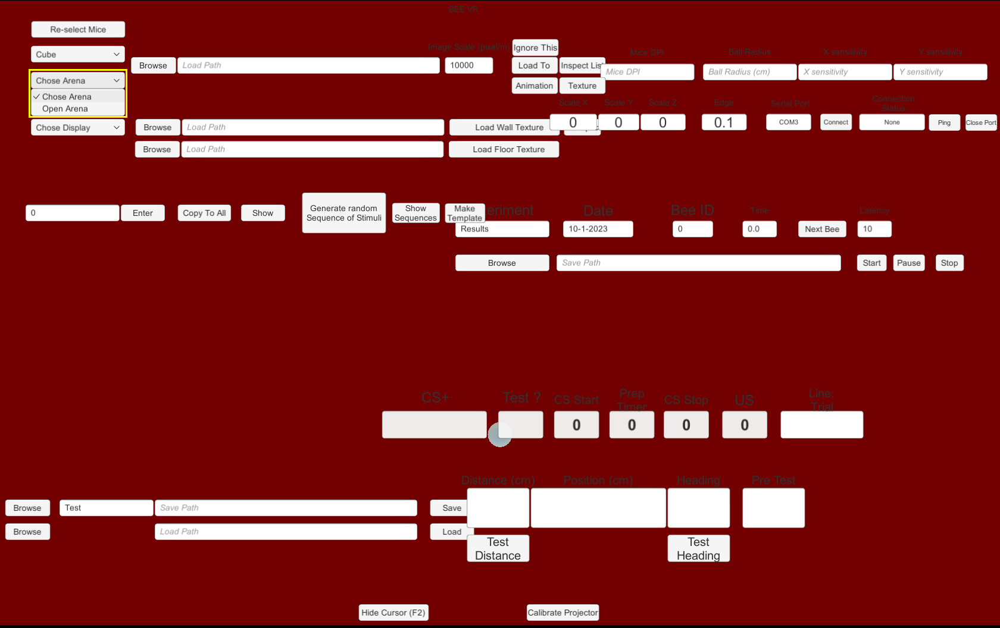 BEE VR
Re-select Mice
Image Scale (pixel/m)
Ignore This
Cube
Browse
Load Path
10000
Load To
Inspect List
Mice DPI
Ball Radius
X sensitivity
Y sensitivity
Mice DPI
Ball Radius (cm)
X sensitivity
Y sensitivity
Chose Arena
Animation
Texture
Chose Arena
Open Arena
Scale X
Scale Y
Scale Z
Edge
Serial Port
Connection
Status
Chose Display
Browse
Load Path
Load Wall Texture
0
0
0
0.1
COM3
Connect
None
Ping
Close Port
Browse
Load Path
Load Floor Texture
0
Enter
Copy To All
Show
Generate random
Sequence of Stimuli
Show
Sequences
Make
Template
eriment
Date
Bee ID
Time
Latency
Results
10-1-2023
0
0.0
Next Bee
10
Browse
Save Path
Start
Pause
Stop
CS+
Test ?
CS Start
Prep
Timer
CS Stop
US
Line:
Trial
0
0
0
0
Distance (cm)
Position (cm)
Heading
Pre Test
Browse
Test
Save Path
Save
Browse
Load Path
Load
Test
Distance
Test
Heading
Hide Cursor (F2)
Calibrate Projector